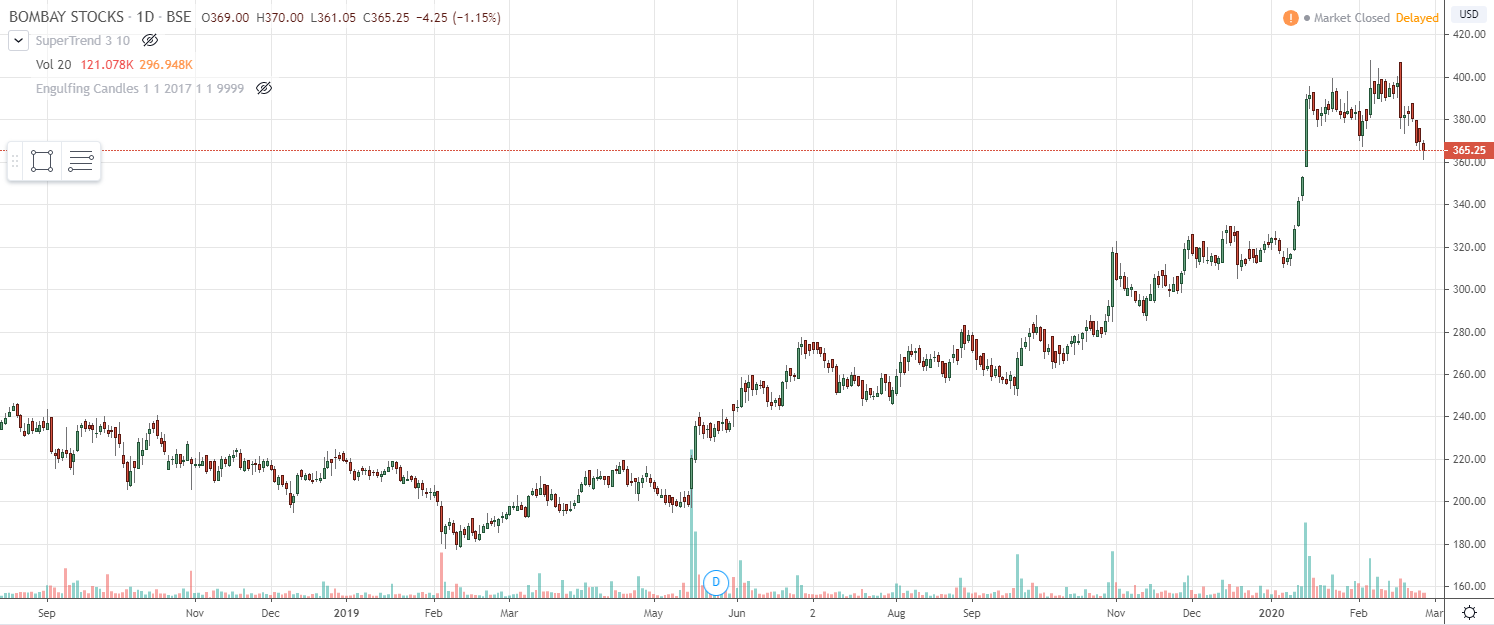 BOMBAY STOCKS · 1D · BSE O369.00 H370.00 L361.05 C365.25 −4.25 (−1.15%)
Market Closed Delayed
USD
SuperTrend 3 10
Vol 20 121.078K 296.948K
Engulfing Candles 1 1 2017 1 1 9999
420.00
400.00
380.00
365.25
360.00
340.00
320.00
300.00
280.00
260.00
240.00
220.00
200.00
180.00
160.00
D
Sep Nov Dec 2019 Feb Mar May Jun 2 Aug Sep Nov Dec 2020 Feb Mar